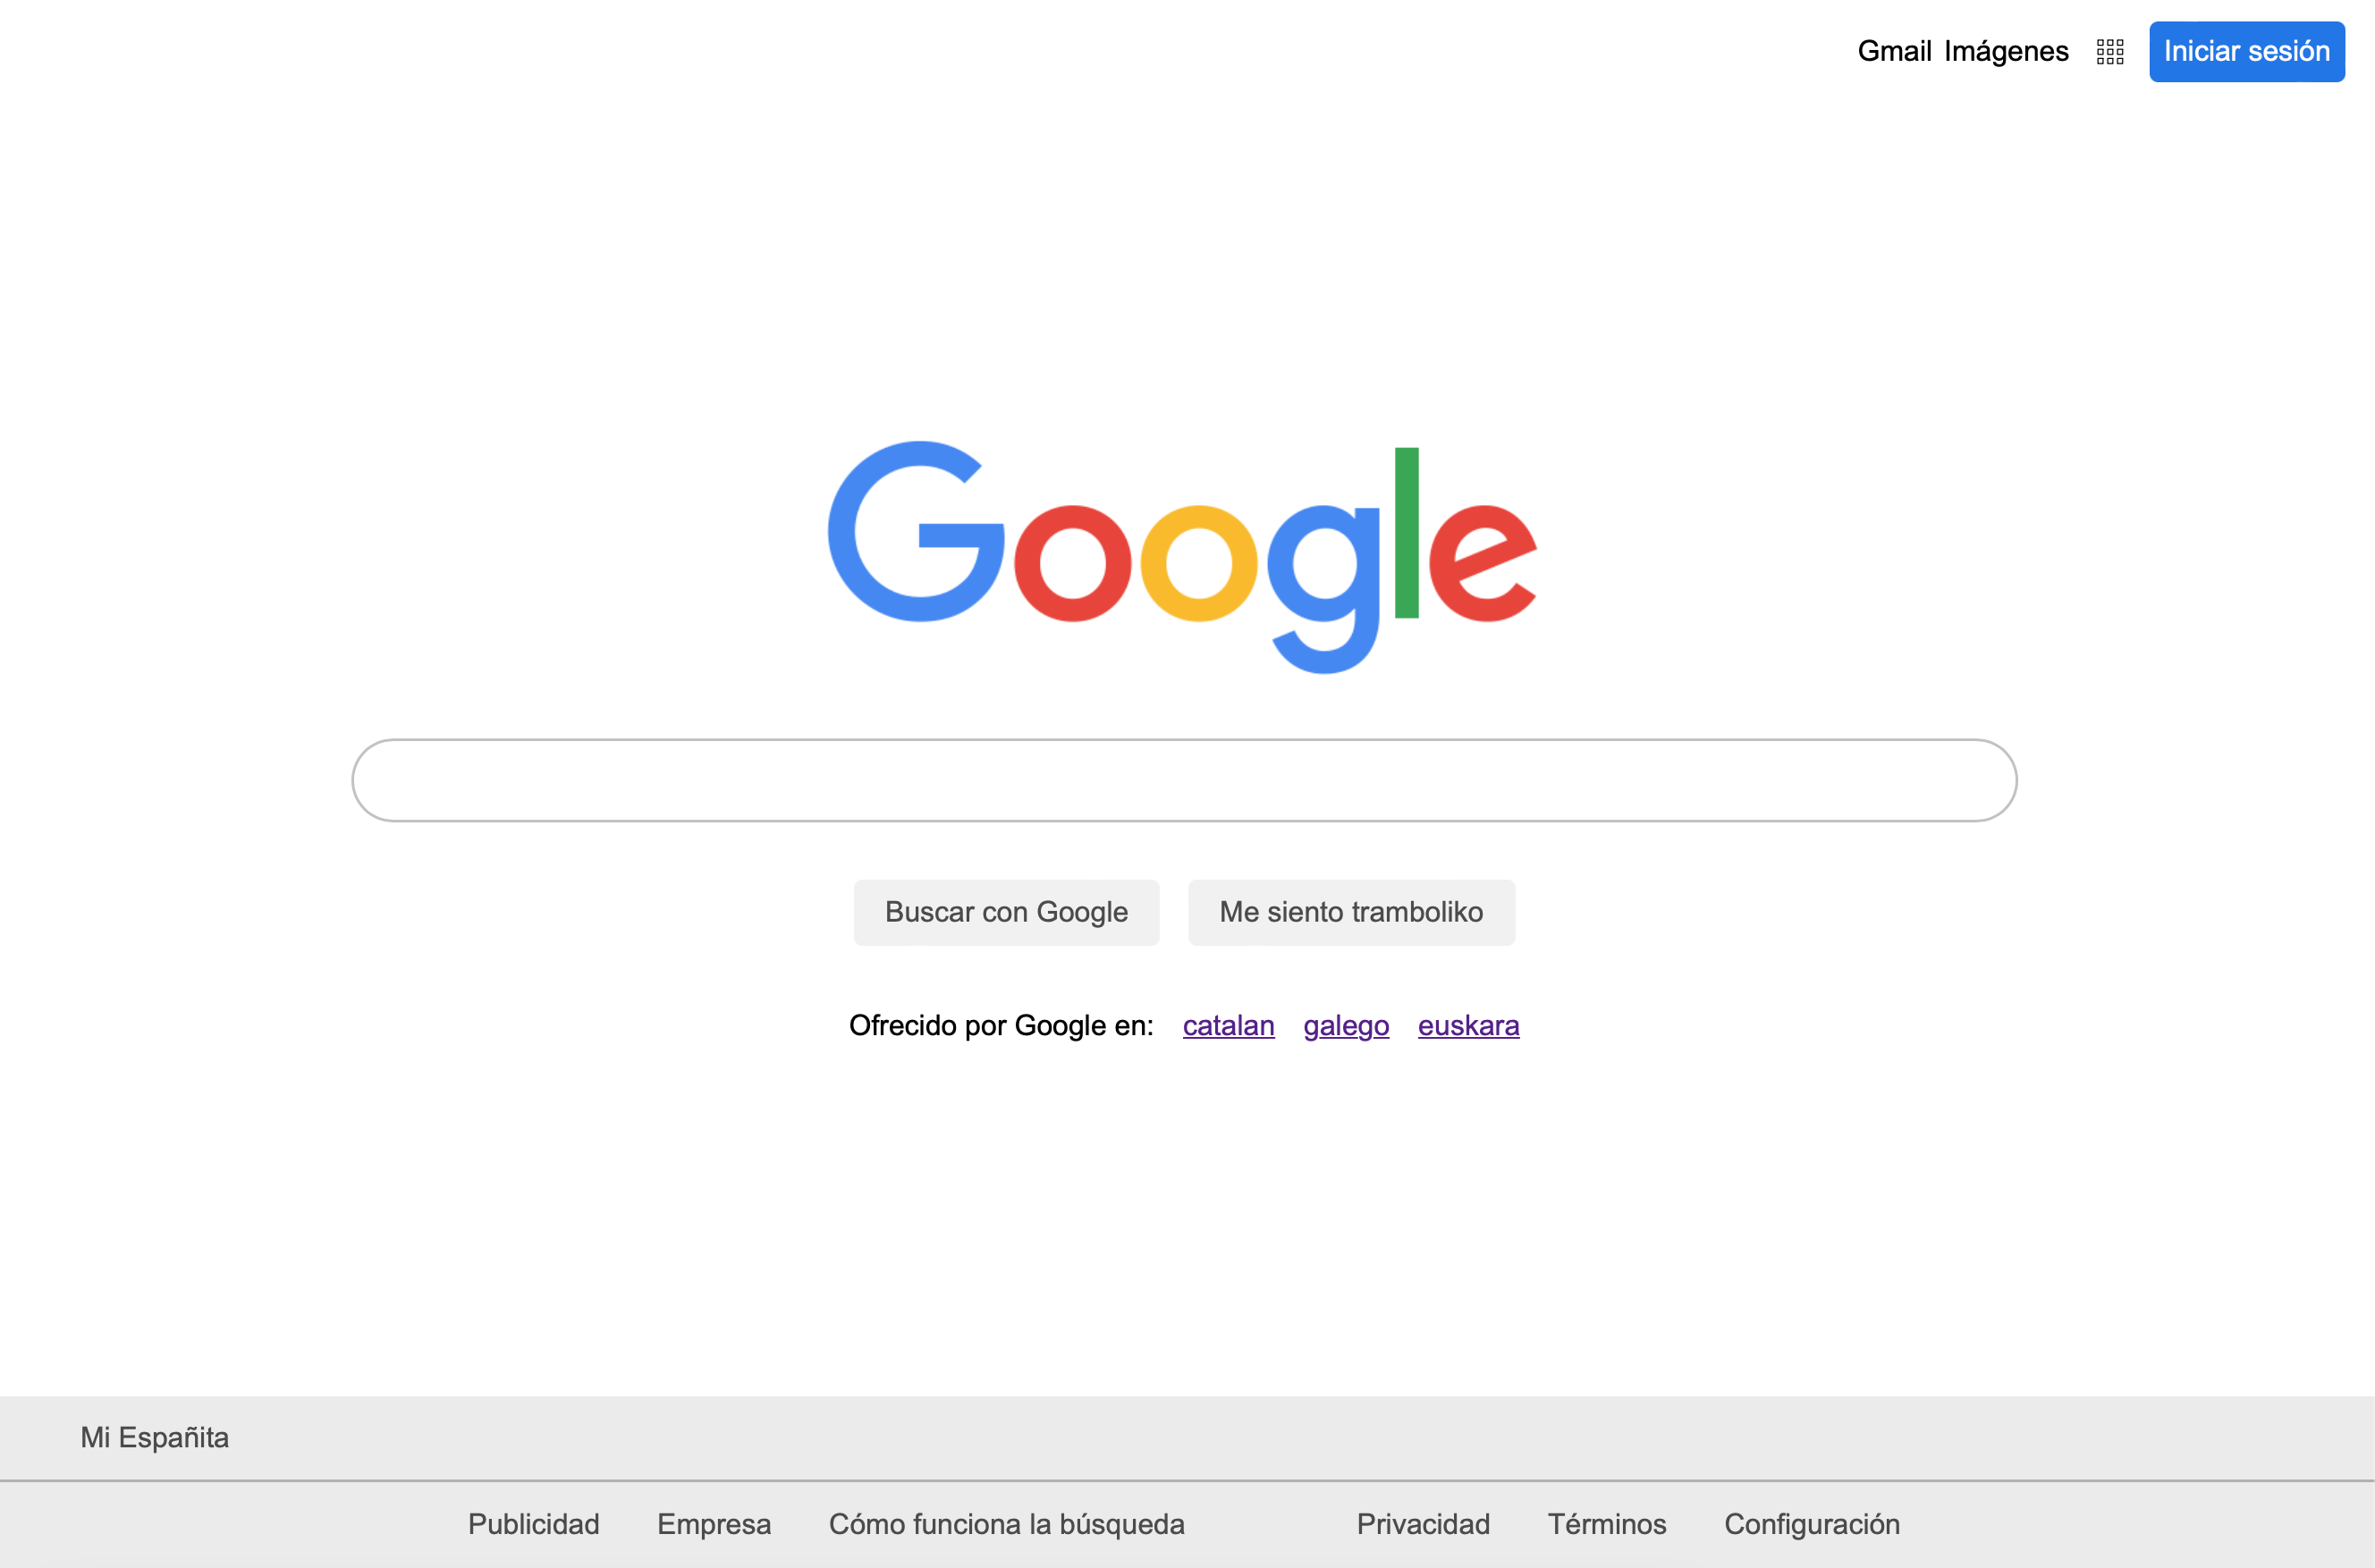 Gmail Imágenes Iniciar sesión
Google
Buscar con Google Me siento tramboliko
Ofrecido por Google en: catalan galego euskara
Mi Españita
Publicidad Empresa Cómo funciona la búsqueda Privacidad Términos Configuración